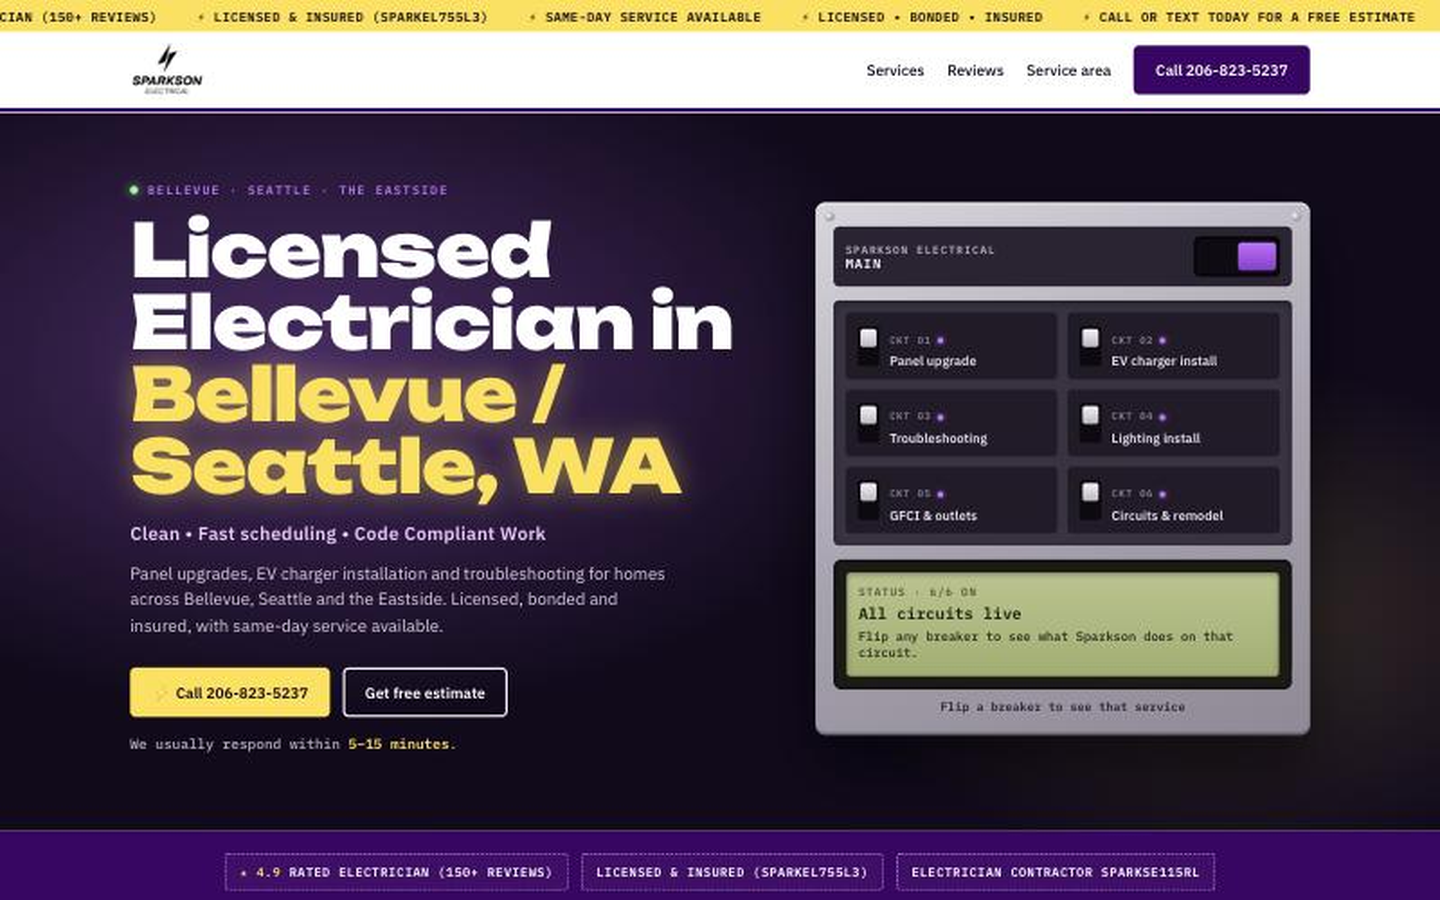 CIAN (150+ REVIEWS) ⚡ LICENSED & INSURED (SPARKEL755L3) ⚡ SAME-DAY SERVICE AVAILABLE ⚡ LICENSED • BONDED • INSURED ⚡ CALL OR TEXT TODAY FOR A FREE ESTIMATE
SPARKSON
ELECTRICAL
Services Reviews Service area Call 206-823-5237
BELLEVUE · SEATTLE · THE EASTSIDE
Licensed
Electrician in
Bellevue /
Seattle, WA
Clean • Fast scheduling • Code Compliant Work
Panel upgrades, EV charger installation and troubleshooting for homes
across Bellevue, Seattle and the Eastside. Licensed, bonded and
insured, with same-day service available.
⚡ Call 206-823-5237 Get free estimate
We usually respond within 5–15 minutes.
SPARKSON ELECTRICAL
MAIN
CKT 01
Panel upgrade
CKT 02
EV charger install
CKT 03
Troubleshooting
CKT 04
Lighting install
CKT 05
GFCI & outlets
CKT 06
Circuits & remodel
STATUS · 6/6 ON
All circuits live
Flip any breaker to see what Sparkson does on that
circuit.
Flip a breaker to see that service
★ 4.9 RATED ELECTRICIAN (150+ REVIEWS) LICENSED & INSURED (SPARKEL755L3) ELECTRICIAN CONTRACTOR SPARKSE115RL